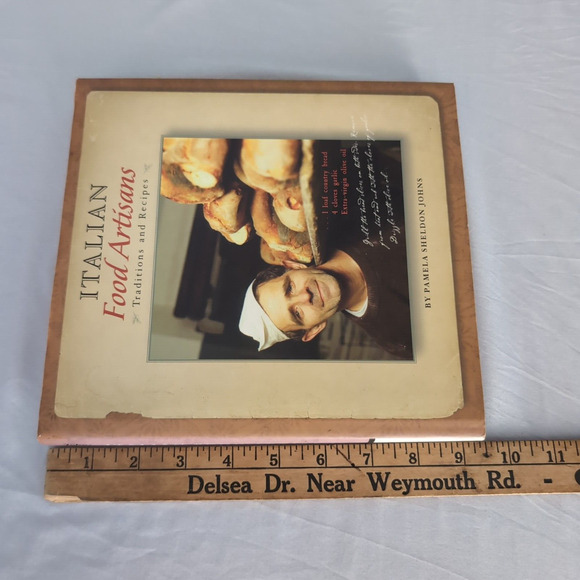 ITALIAN
Food Artisans
Traditions and Recipes
1 loaf country bread
4 cloves garlic
Extra-virgin olive oil
BY PAMELA SHELDON JOHNS
1 2 3 4 5 6 7 8 9 10 11
Delsea Dr. Near Weymouth Rd. -